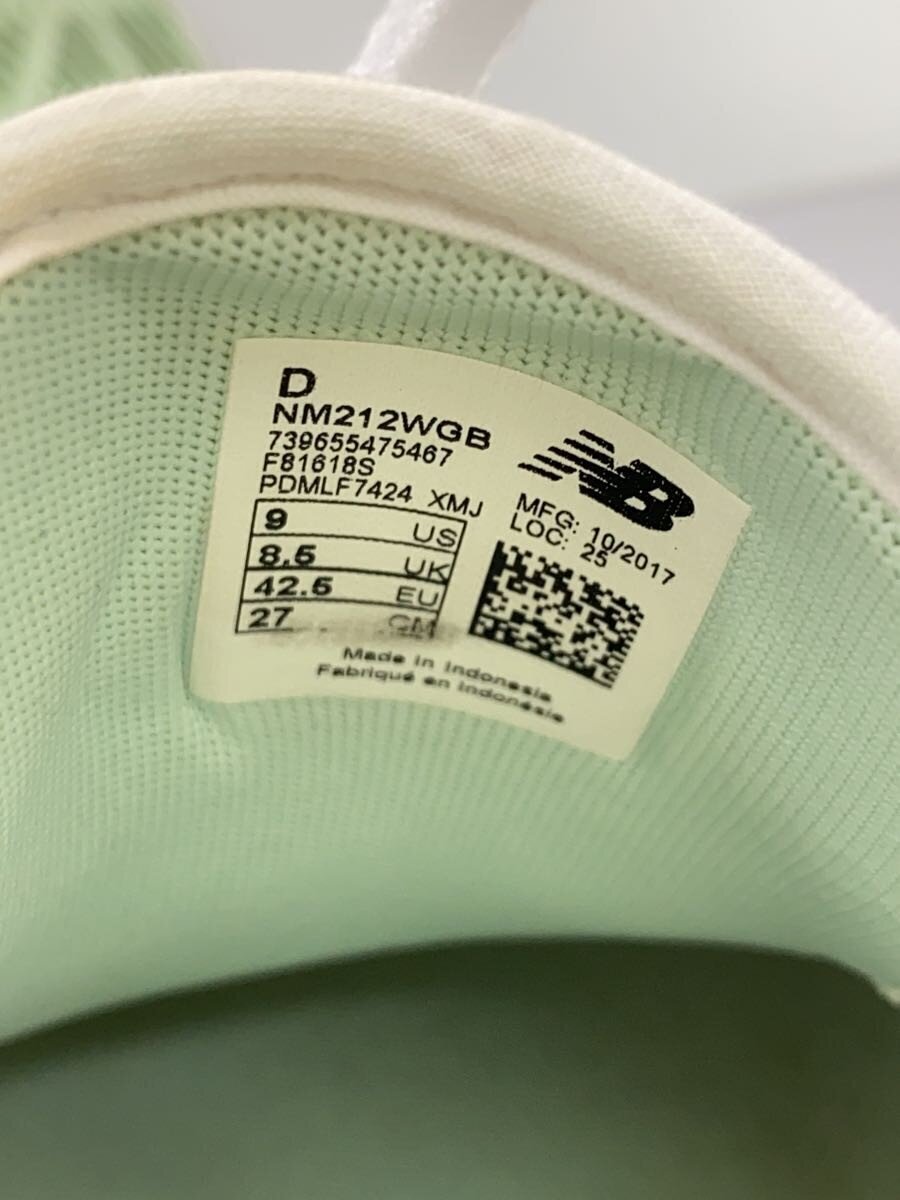 D
NM212WGB
739655475467
F81618S
PDMLF7424 XMJ
9 US
8.5 UK
42.5 EU
27 CM
NB
MFG: 10/2017
LOC: 25
Made in Indonesia
Fabriqué en Indonésie